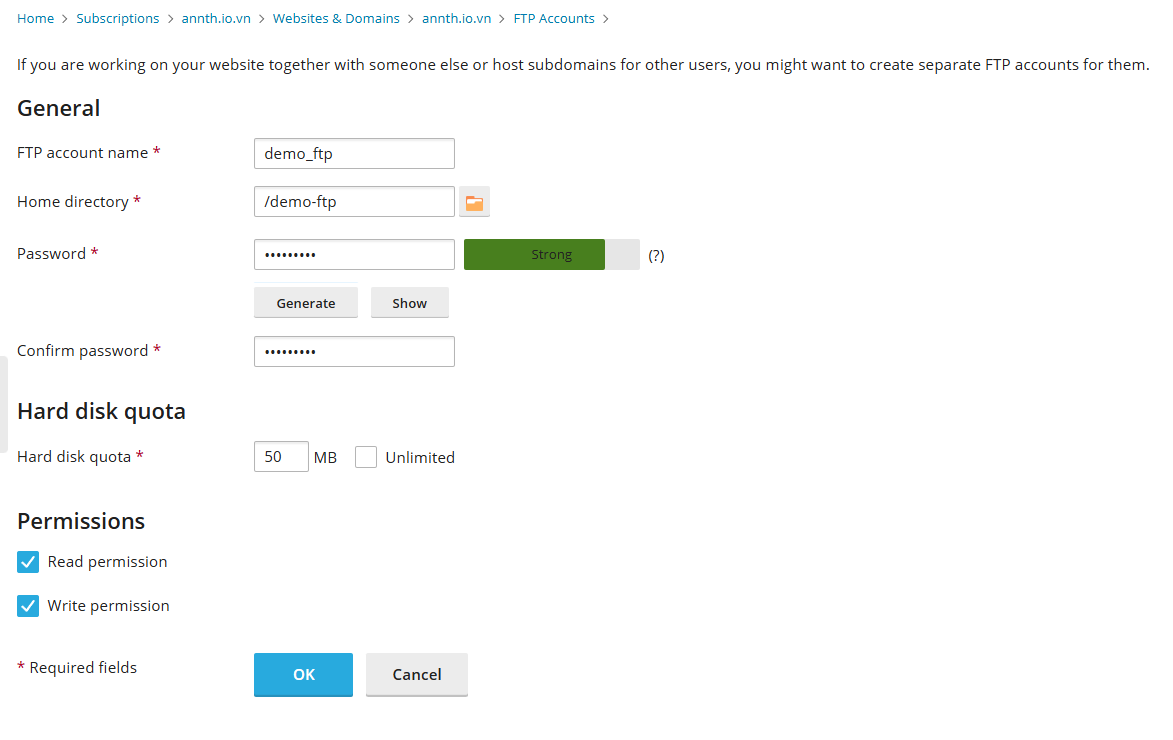 Home > Subscriptions > annth.io.vn > Websites & Domains > annth.io.vn > FTP Accounts >
If you are working on your website together with someone else or host subdomains for other users, you might want to create separate FTP accounts for them.
General
FTP account name * demo_ftp
Home directory * /demo-ftp
Password * ••••••••• Strong (?)
Generate Show
Confirm password * •••••••••
Hard disk quota
Hard disk quota * 50 MB Unlimited
Permissions
Read permission
Write permission
* Required fields OK Cancel